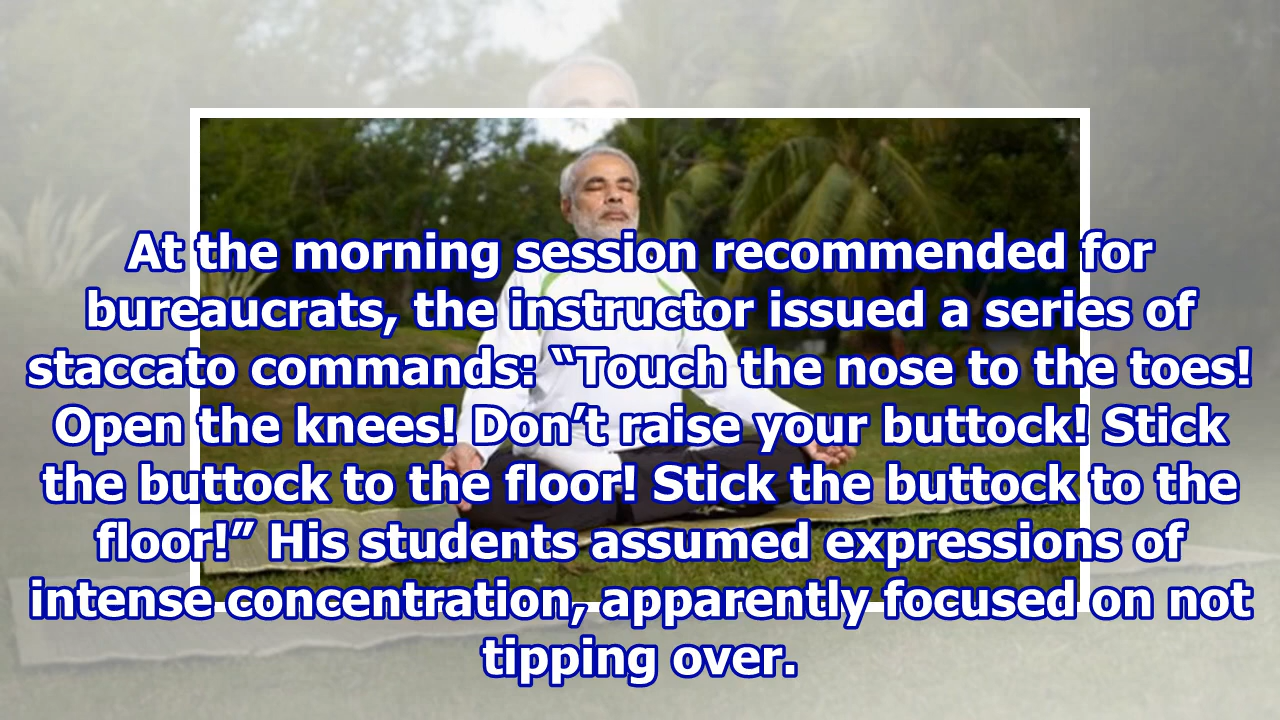 At the morning session recommended for
bureaucrats, the instructor issued a series of
staccato commands: “Touch the nose to the toes!
Open the knees! Don’t raise your buttock! Stick
the buttock to the floor! Stick the buttock to the
floor!” His students assumed expressions of
intense concentration, apparently focused on not
tipping over.